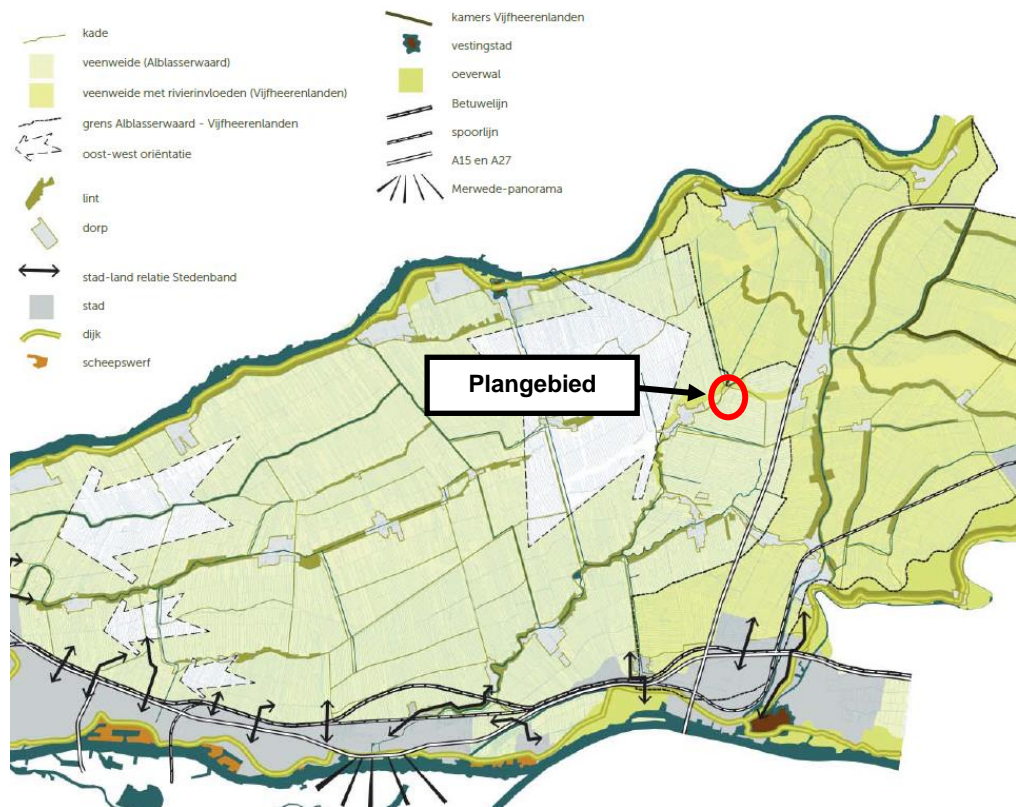 kade
veenweide (Alblasserwaard)
veenweide met rivierinvloeden (Vijfheerenlanden)
grens Alblasserwaard - Vijfheerenlanden
oost-west oriëntatie
lint
dorp
stad-land relatie Stedenband
stad
dijk
scheepswerf
kamers Vijfheerenlanden
vestingstad
oeverwal
Betuwelijn
spoorlijn
A15 en A27
Merwede-panorama
Plangebied